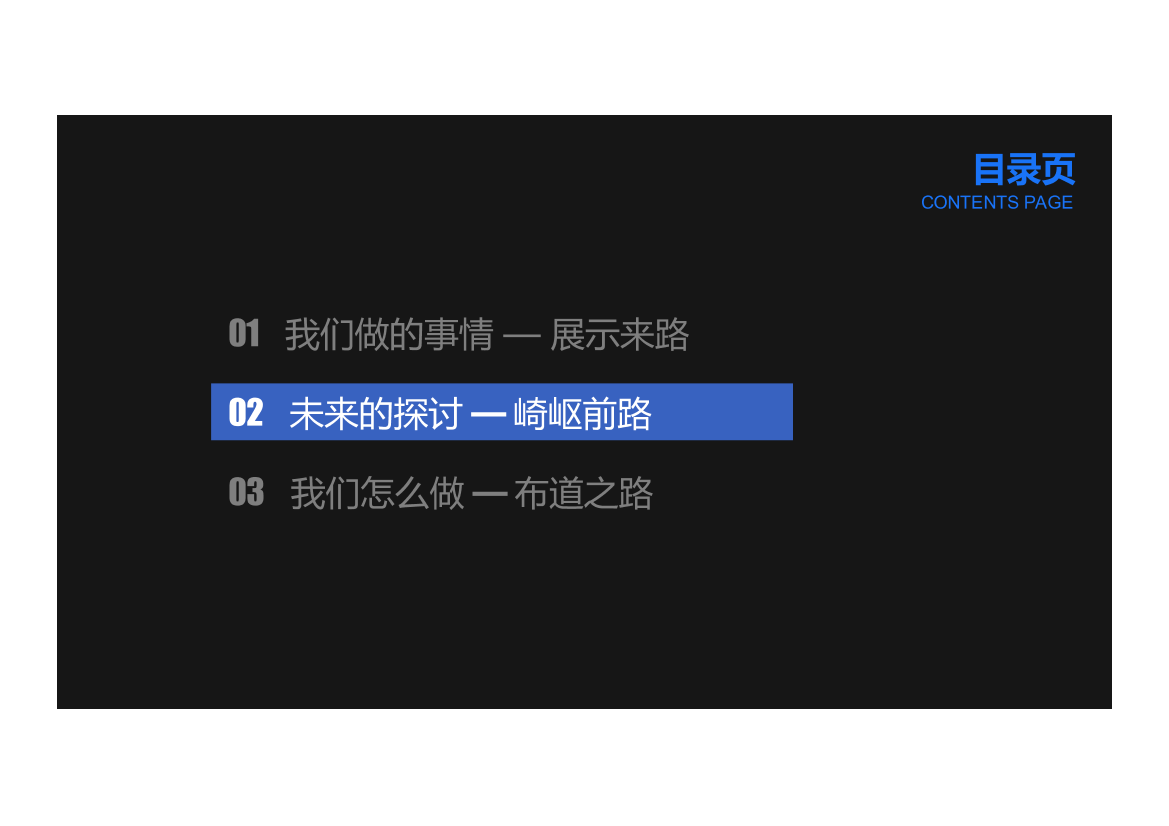 目录页
CONTENTS PAGE
01 我们做的事情 — 展示来路
02 未来的探讨 — 崎岖前路
03 我们怎么做 — 布道之路